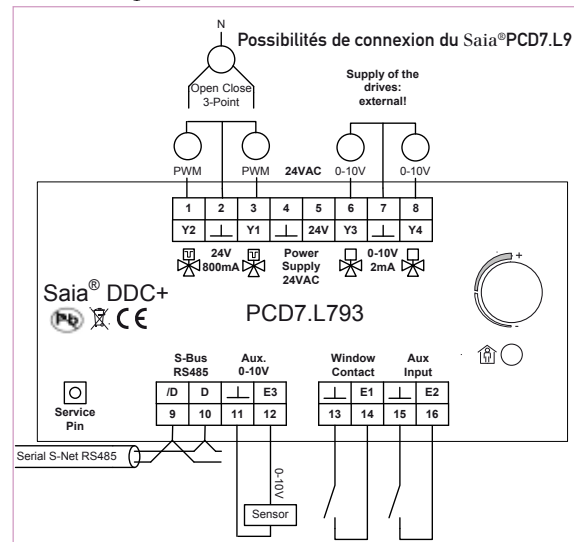 N
Possibilités de connexion du Saia®PCD7.L9
Supply of the
drives:
external!
Open Close
3-Point
PWM PWM 24VAC 0-10V 0-10V
1 2 3 4 5 6 7 8
Y2 ⊥ Y1 ⊥ 24V Y3 ⊥ Y4
24V
800mA
Power
Supply
24VAC
0-10V
2mA
+
-
Saia® DDC+
Pb CE
PCD7.L793
S-Bus
RS485
Aux.
0-10V
Window
Contact
Aux
Input
/D D ⊥ E3 ⊥ E1 ⊥ E2
9 10 11 12 13 14 15 16
Service
Pin
Serial S-Net RS485
0-10V
Sensor